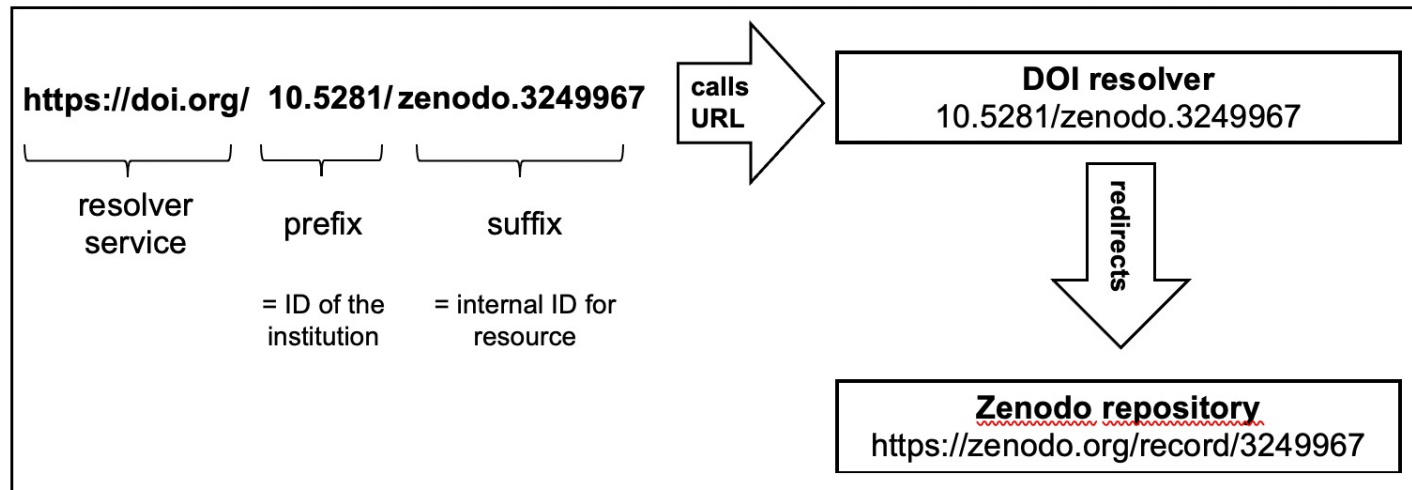 https://doi.org/ 10.5281/ zenodo.3249967
resolver
service
prefix
suffix
= ID of the
institution
= internal ID for
resource
calls
URL
DOI resolver
10.5281/zenodo.3249967
redirects
Zenodo repository
https://zenodo.org/record/3249967